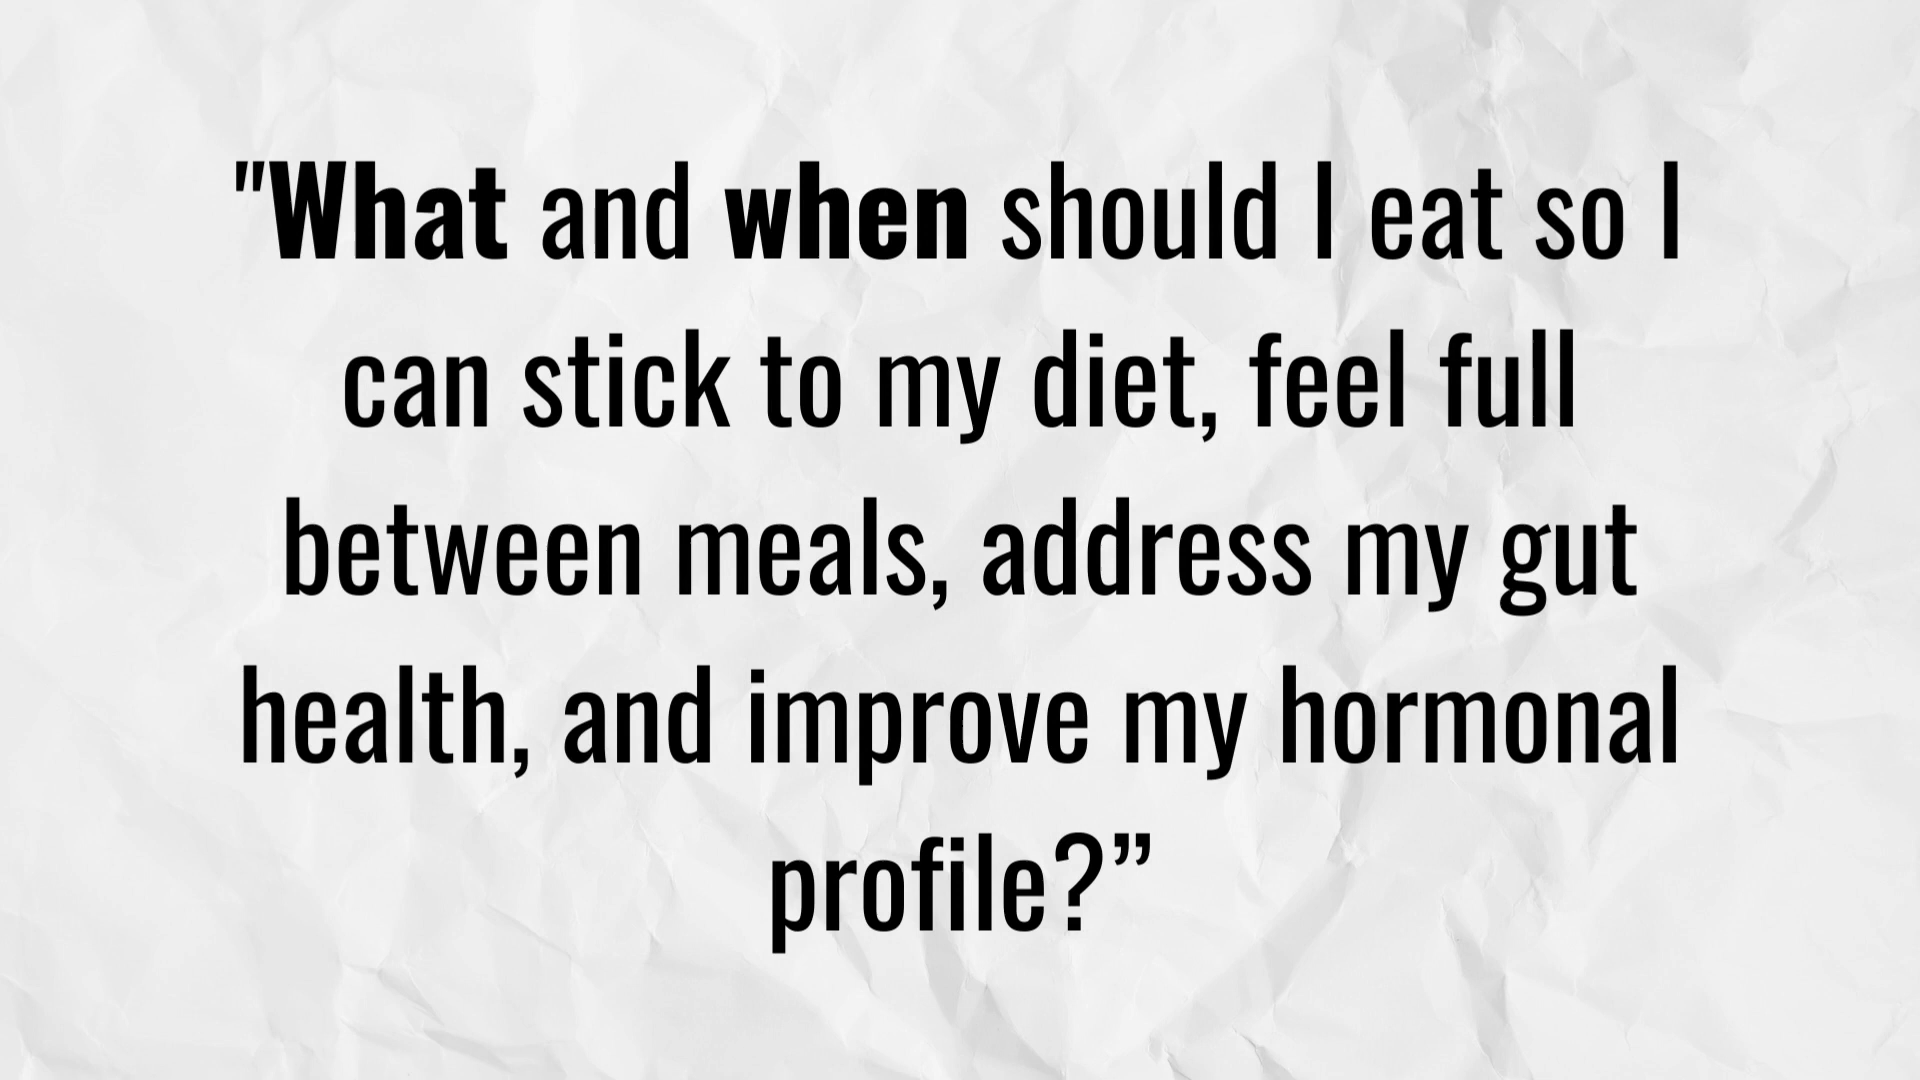 "What and when should I eat so I
can stick to my diet, feel full
between meals, address my gut
health, and improve my hormonal
profile?”